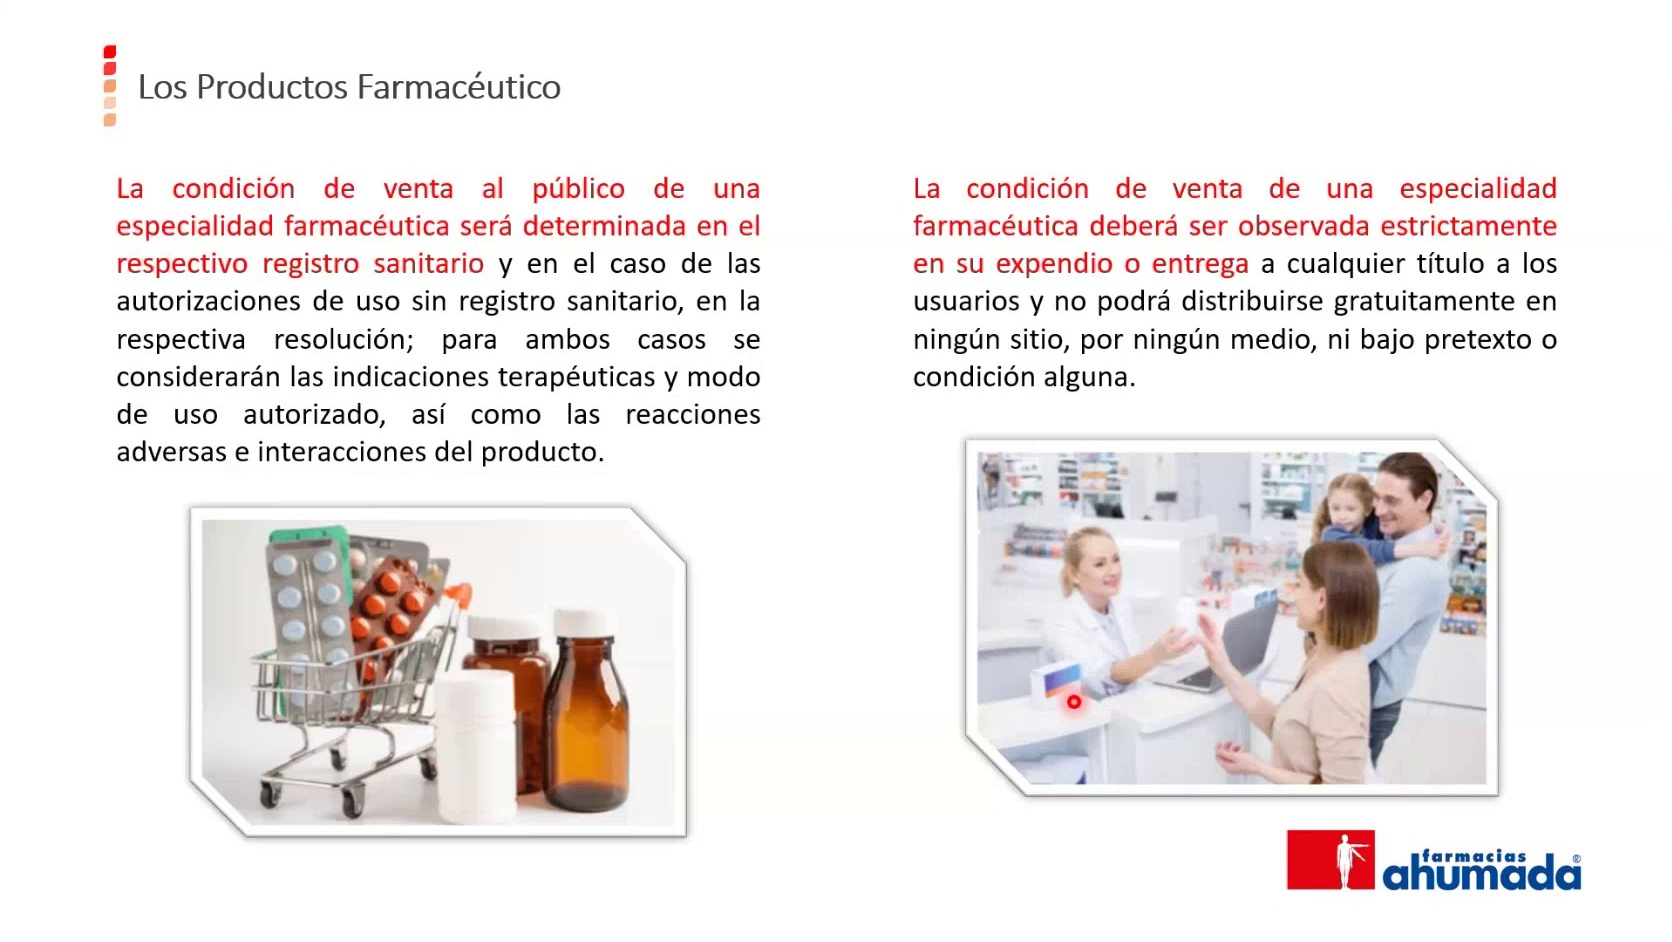 Los Productos Farmacéutico
La condición de venta al público de una
especialidad farmacéutica será determinada en el
respectivo registro sanitario y en el caso de las
autorizaciones de uso sin registro sanitario, en la
respectiva resolución; para ambos casos se
considerarán las indicaciones terapéuticas y modo
de uso autorizado, así como las reacciones
adversas e interacciones del producto.
La condición de venta de una especialidad
farmacéutica deberá ser observada estrictamente
en su expendio o entrega a cualquier título a los
usuarios y no podrá distribuirse gratuitamente en
ningún sitio, por ningún medio, ni bajo pretexto o
condición alguna.
farmacias
ahumada®